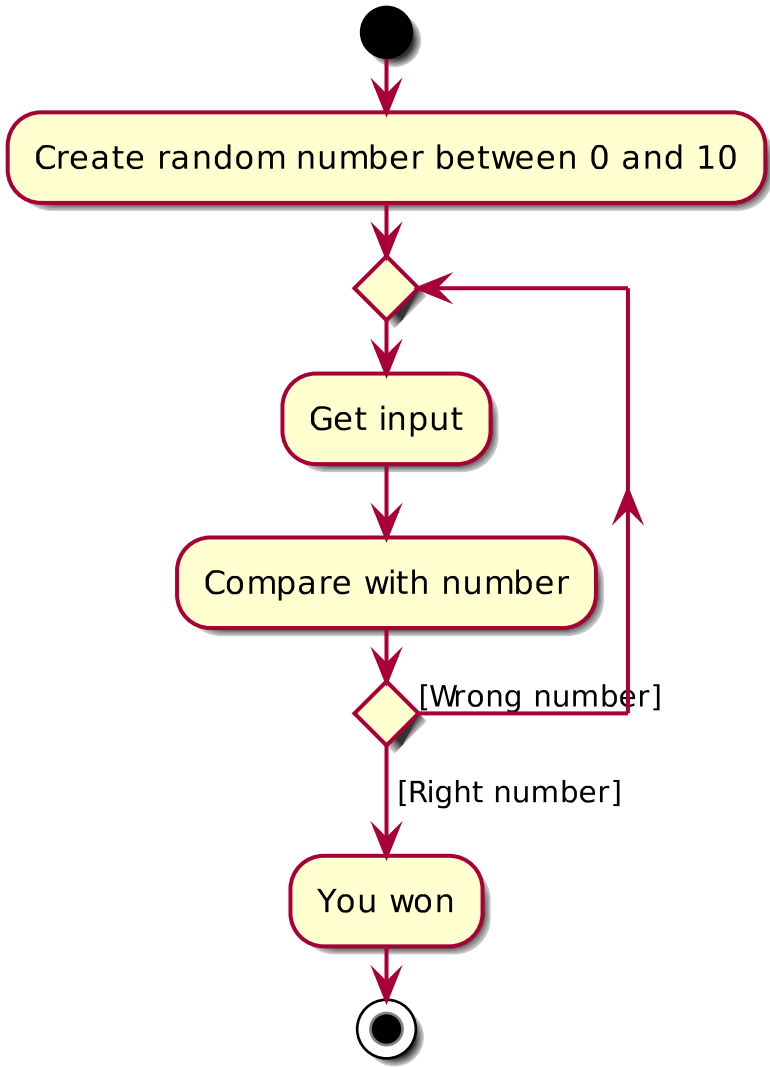 Create random number between 0 and 10
Get input
Compare with number
[Wrong number]
[Right number]
You won